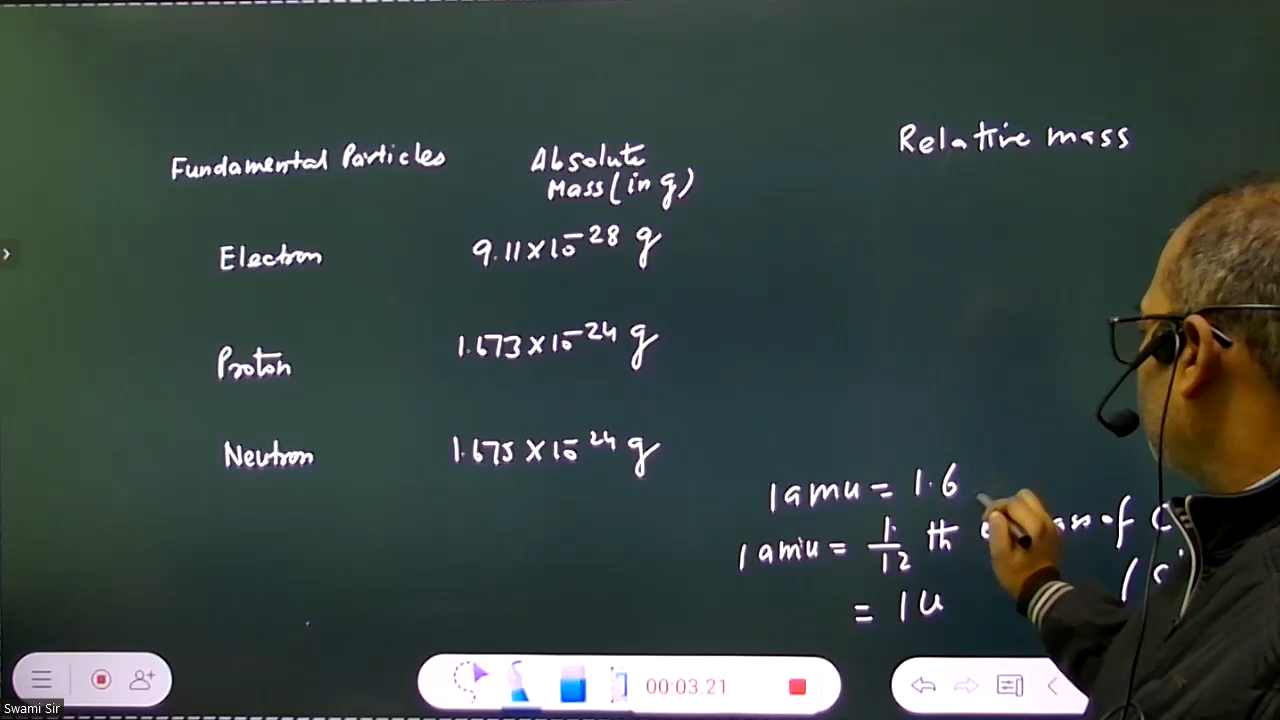 Fundamental Particles
Absolute
Mass (in g)
Relative mass
Electron
9.11×10⁻²⁸ g
Proton
1.673×10⁻²⁴ g
Neutron
1.675×10⁻²⁴ g
1 amu = 1.6
1 amu = 1/12 th of C
= 1 u
00:03.21
Swami Sir